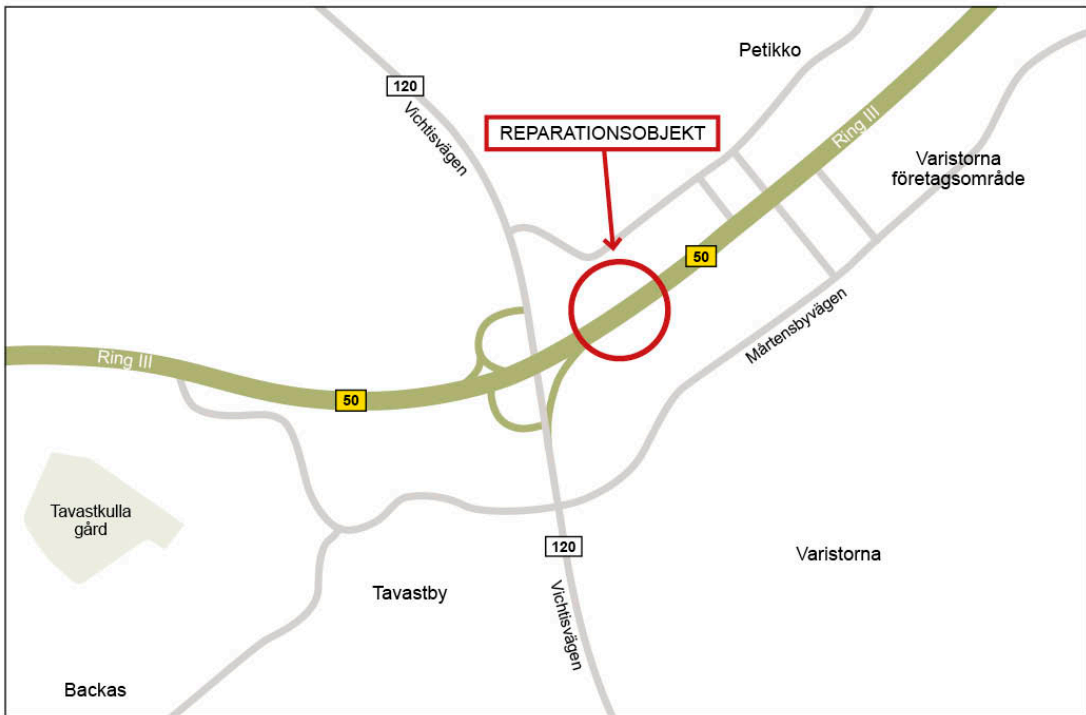 Petikko
120
Vichtisvägen
REPARATIONSOBJEKT
Ring III
Varistorna
företagsområde
50
Mårtensbyvägen
Ring III
50
Tavastkulla
gård
120
Varistorna
Tavastby
Vichtisvägen
Backas